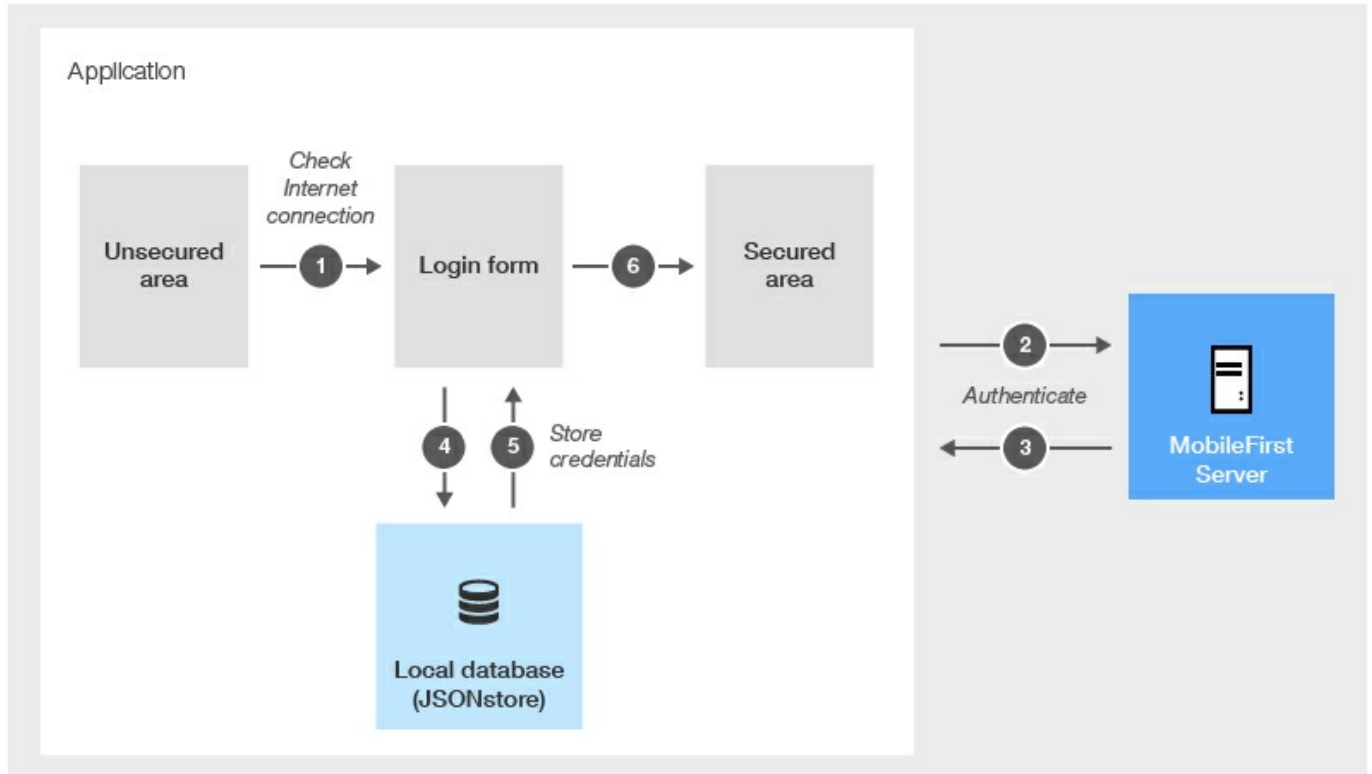 Application
Check
Internet
connection
Unsecured
area
1
Login form
6
Secured
area
2
Authenticate
3
MobileFirst
Server
4
5
Store
credentials
Local database
(JSONstore)